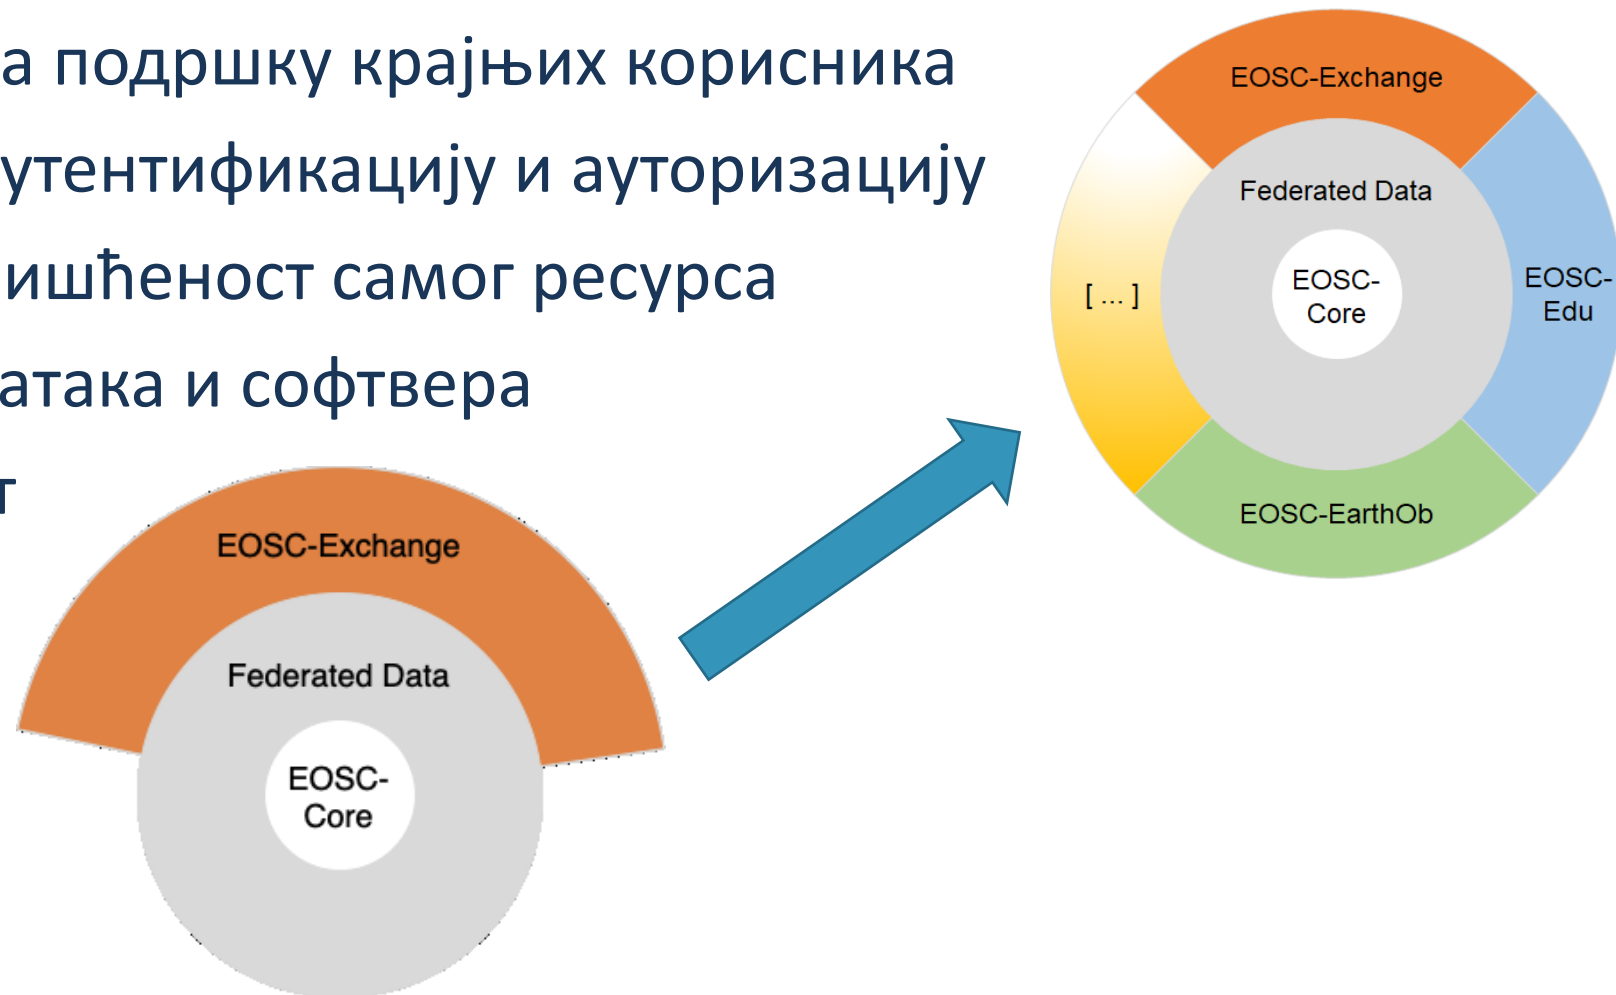 а подршку крајњих корисника
утентификацију и ауторизацију
ишћеност самог ресурса
атака и софтвера
т
EOSC-Exchange
Federated Data
EOSC-
Core
EOSC-Exchange
Federated Data
EOSC-
Core
[ ... ]
EOSC-
Edu
EOSC-EarthOb